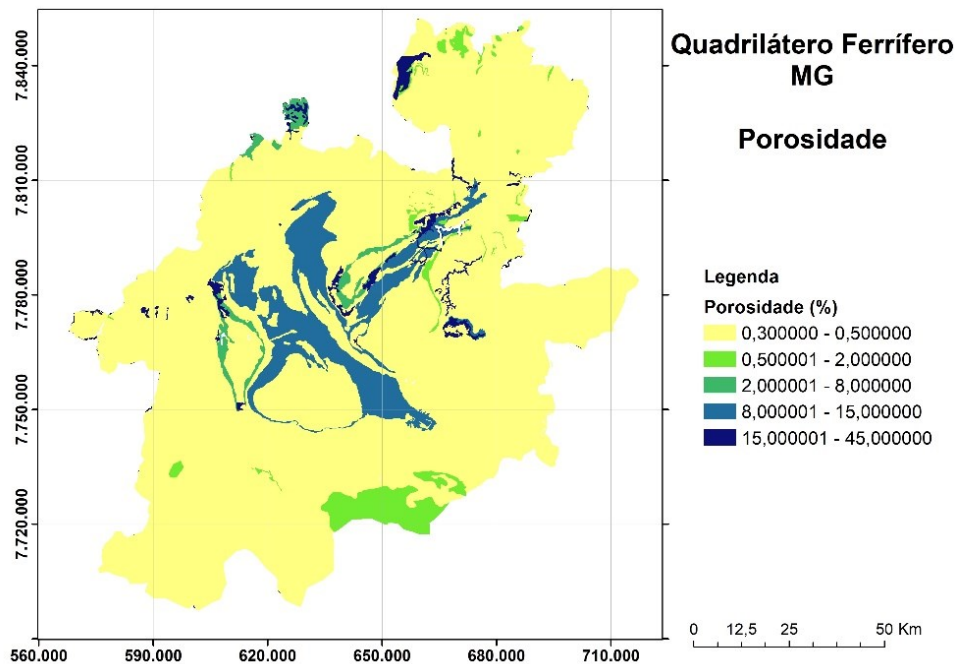 Quadrilátero Ferrífero
MG
Porosidade
7.840.000
7.810.000
7.780.000
7.750.000
7.720.000
560.000 590.000 620.000 650.000 680.000 710.000
Legenda
Porosidade (%)
0,300000 - 0,500000
0,500001 - 2,000000
2,000001 - 8,000000
8,000001 - 15,000000
15,000001 - 45,000000
0 12,5 25 50 Km